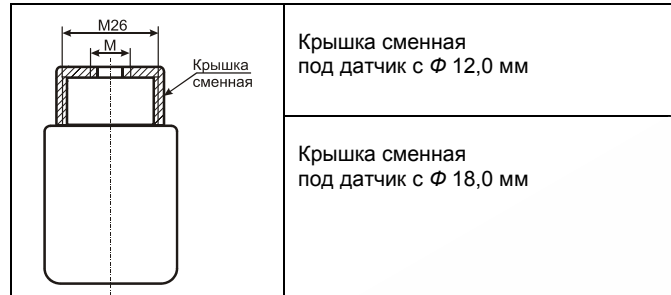 M26
M
Крышка
сменная
Крышка сменная
под датчик с Ф 12,0 мм
Крышка сменная
под датчик с Ф 18,0 мм